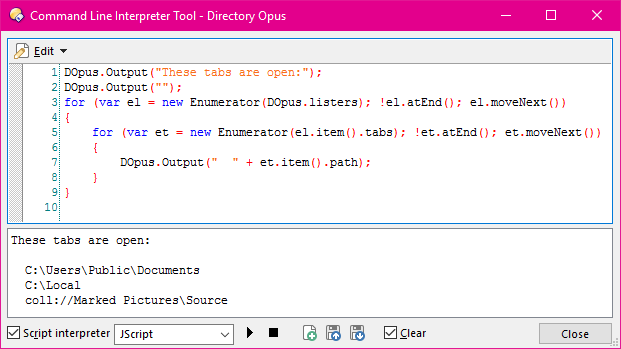 Command Line Interpreter Tool - Directory Opus
Edit
1 DOpus.Output("These tabs are open:");
2 DOpus.Output("");
3 for (var el = new Enumerator(DOpus.listers); !el.atEnd(); el.moveNext())
4 {
5     for (var et = new Enumerator(el.item().tabs); !et.atEnd(); et.moveNext())
6     {
7         DOpus.Output("  " + et.item().path);
8     }
9 }
10
These tabs are open:
  C:\Users\Public\Documents
  C:\Local
  coll://Marked Pictures\Source
Script interpreter JScript Clear Close